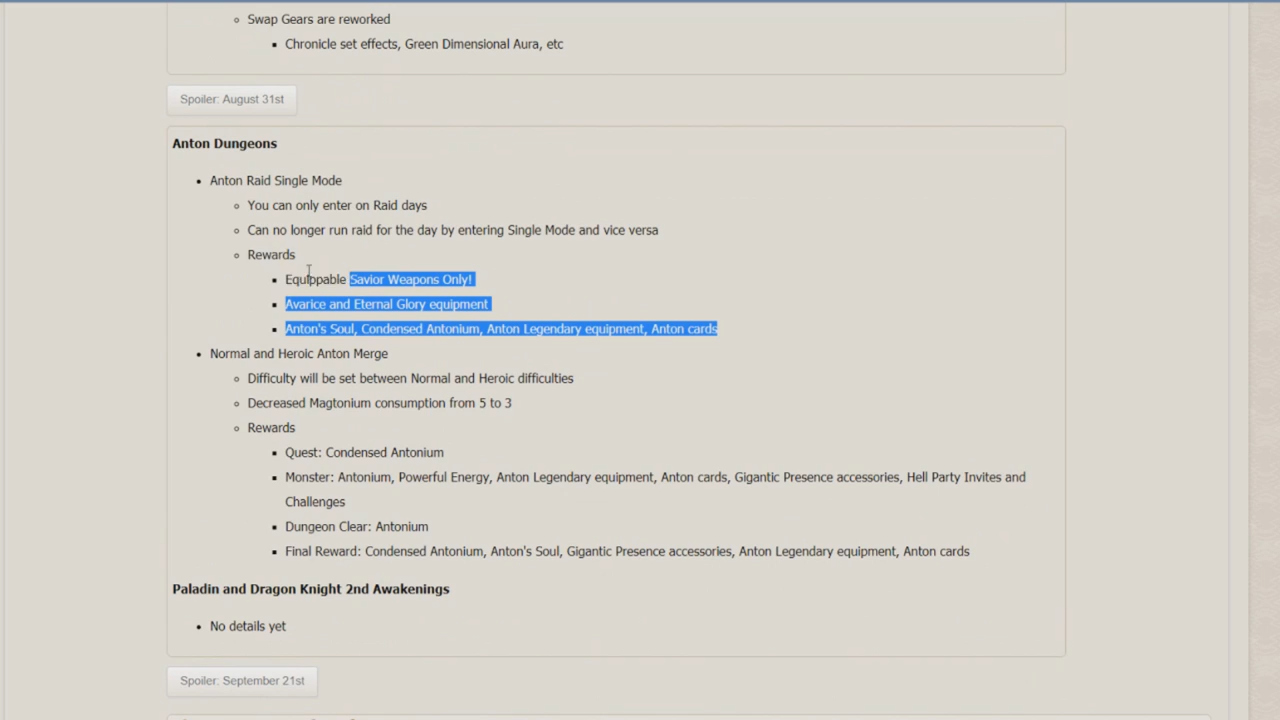 Swap Gears are reworked
Chronicle set effects, Green Dimensional Aura, etc
Spoiler: August 31st
Anton Dungeons
Anton Raid Single Mode
You can only enter on Raid days
Can no longer run raid for the day by entering Single Mode and vice versa
Rewards
Equippable Savior Weapons Only!
Avarice and Eternal Glory equipment
Anton's Soul, Condensed Antonium, Anton Legendary equipment, Anton cards
Normal and Heroic Anton Merge
Difficulty will be set between Normal and Heroic difficulties
Decreased Magtonium consumption from 5 to 3
Rewards
Quest: Condensed Antonium
Monster: Antonium, Powerful Energy, Anton Legendary equipment, Anton cards, Gigantic Presence accessories, Hell Party Invites and
Challenges
Dungeon Clear: Antonium
Final Reward: Condensed Antonium, Anton's Soul, Gigantic Presence accessories, Anton Legendary equipment, Anton cards
Paladin and Dragon Knight 2nd Awakenings
No details yet
Spoiler: September 21st